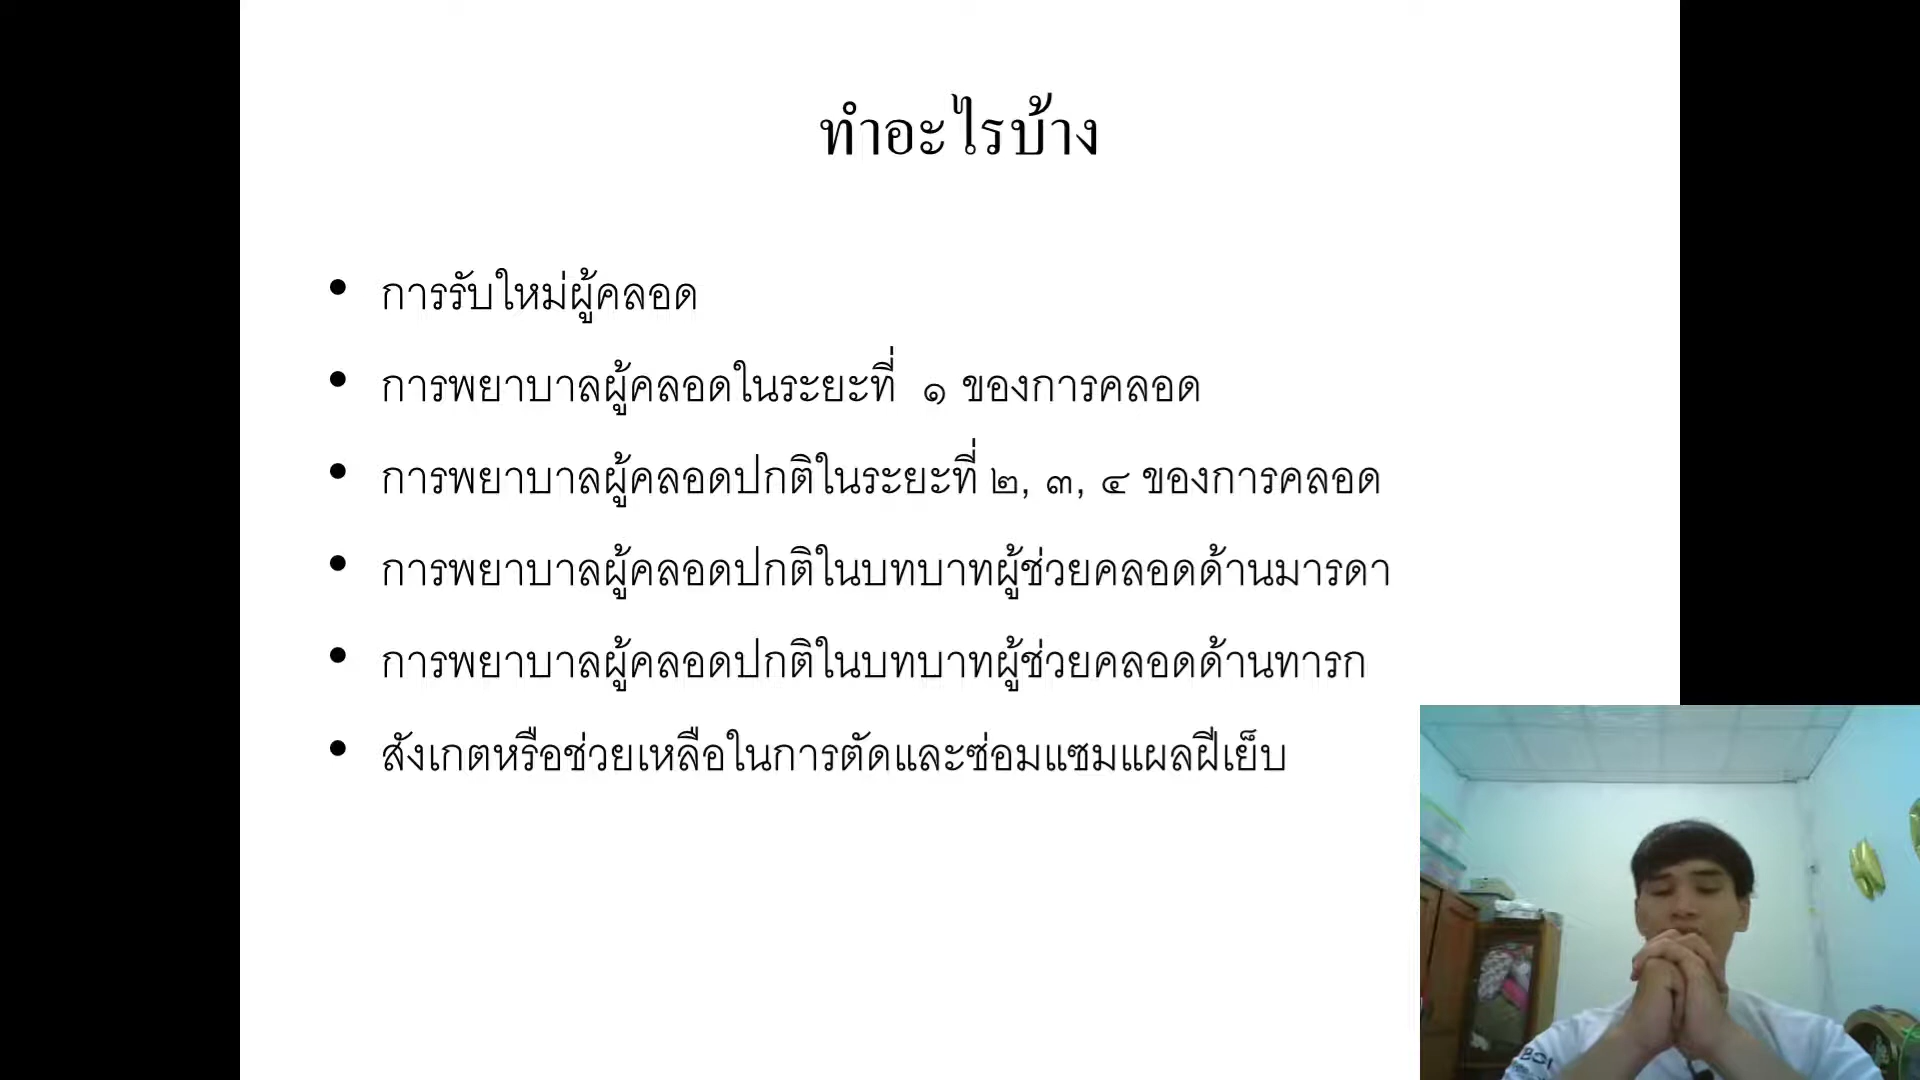 ทำอะไรบ้าง
• การรับใหม่ผู้คลอด
• การพยาบาลผู้คลอดในระยะที่ ๑ ของการคลอด
• การพยาบาลผู้คลอดปกติในระยะที่ ๒, ๓, ๔ ของการคลอด
• การพยาบาลผู้คลอดปกติในบทบาทผู้ช่วยคลอดด้านมารดา
• การพยาบาลผู้คลอดปกติในบทบาทผู้ช่วยคลอดด้านทารก
• สังเกตหรือช่วยเหลือในการตัดและซ่อมแซมแผลฝีเย็บ